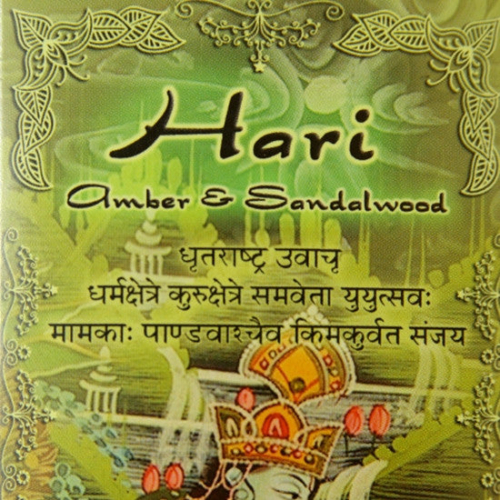 Hari
Amber & Sandalwood
धृतराष्ट्र उवाचृ
धर्मक्षेत्रे कुरुक्षेत्रे समवेता युयुत्सवः
मामकाः पाण्डवाश्चैव किमकुर्वत संजय